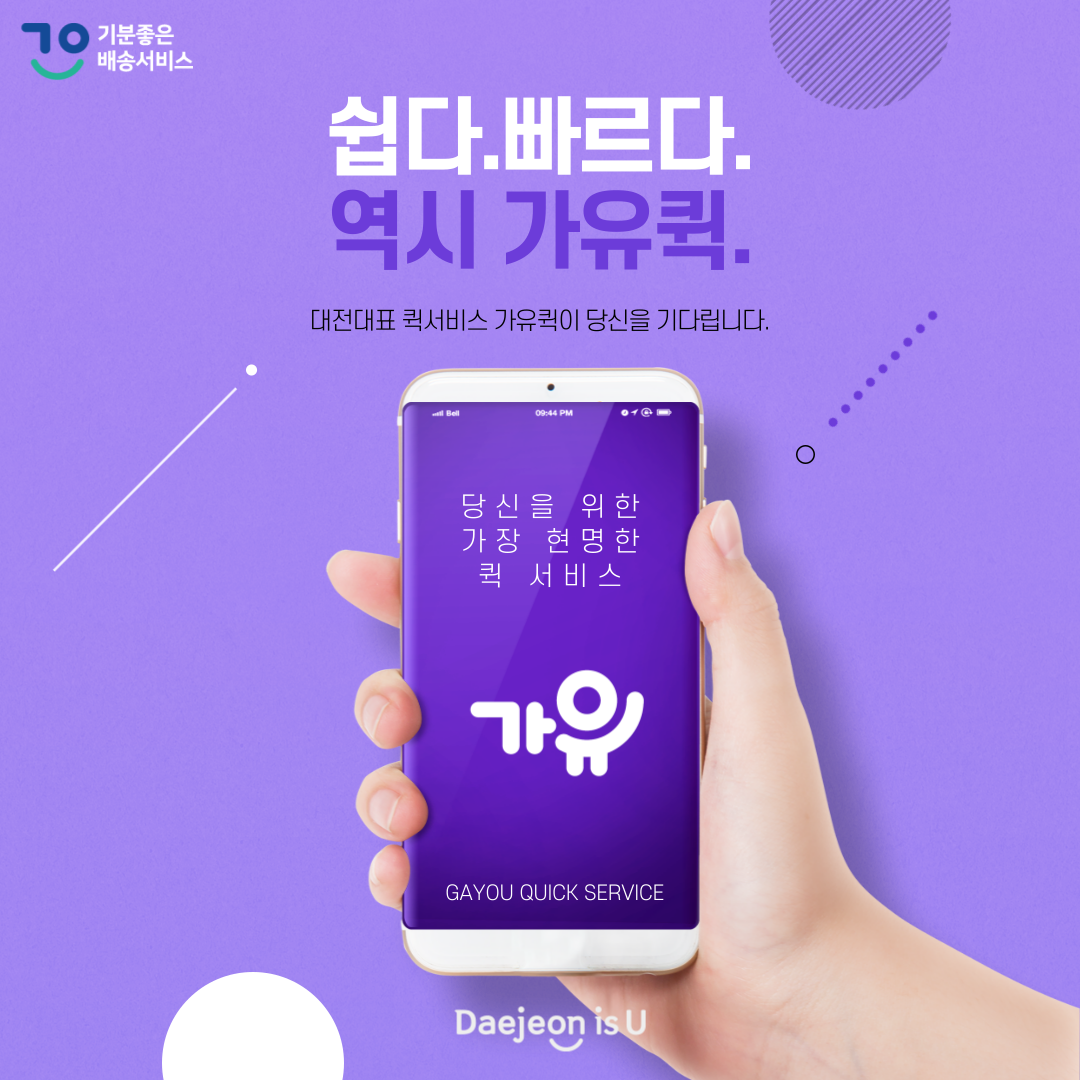 기분좋은
배송서비스
쉽다.빠르다.
역시 가유퀵.
대전대표 퀵서비스 가유퀵이 당신을 기다립니다.
Bell 09:44 PM
당신을 위한
가장 현명한
퀵 서비스
가유
GAYOU QUICK SERVICE
Daejeon is U